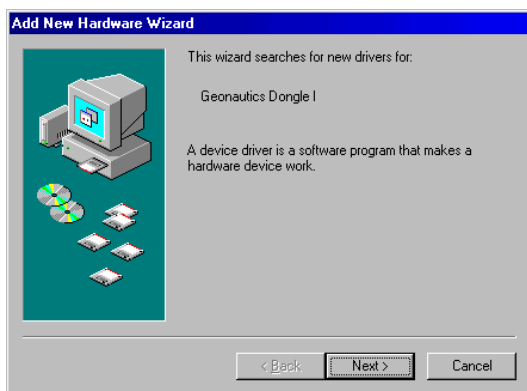 Add New Hardware Wizard
This wizard searches for new drivers for:
Geonautics Dongle I
A device driver is a software program that makes a
hardware device work.
< Back
Next >
Cancel